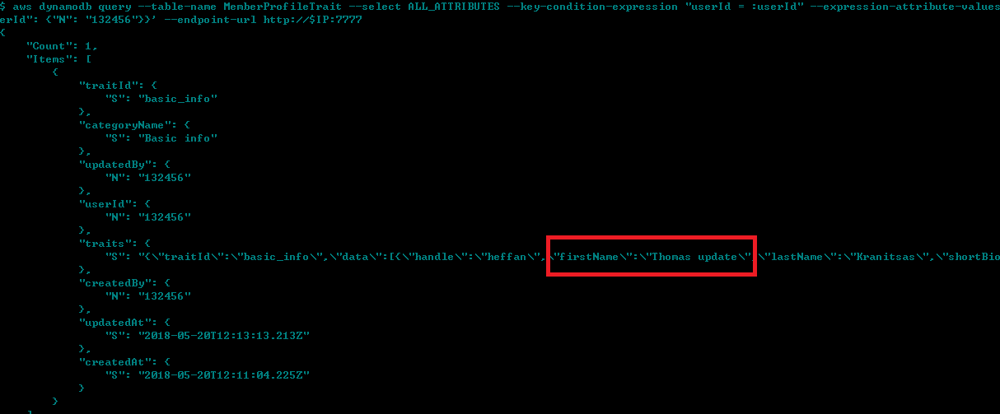 $ aws dynamodb query --table-name MemberProfileTrait --select ALL_ATTRIBUTES --key-condition-expression "userId = :userId" --expression-attribute-values
erId": {"N": "132456"}}' --endpoint-url http://$IP:7777
{
"Count": 1,
"Items": [
{
"traitId": {
"S": "basic_info"
},
"categoryName": {
"S": "Basic info"
},
"updatedBy": {
"N": "132456"
},
"userId": {
"N": "132456"
},
"traits": {
"S": "{\"traitId\":\"basic_info\",\"data\":[{\"handle\":\"heffan\",\"firstName\":\"Thomas update\",\"lastName\":\"Kranitsas\",\"shortBio
},
"createdBy": {
"N": "132456"
},
"updatedAt": {
"S": "2018-05-20T12:13:13.213Z"
},
"createdAt": {
"S": "2018-05-20T12:11:04.225Z"
}
}